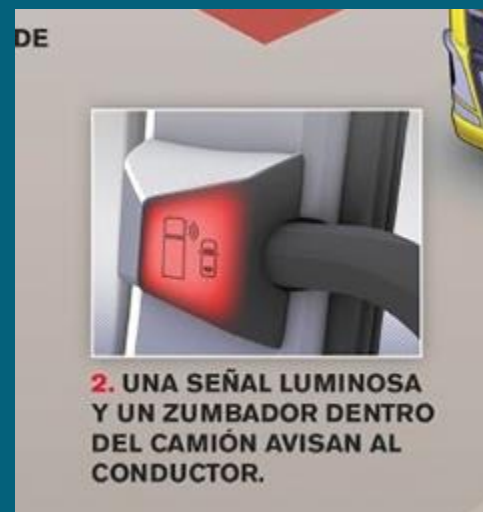 DE
2. UNA SEÑAL LUMINOSA
Y UN ZUMBADOR DENTRO
DEL CAMIÓN AVISAN AL
CONDUCTOR.